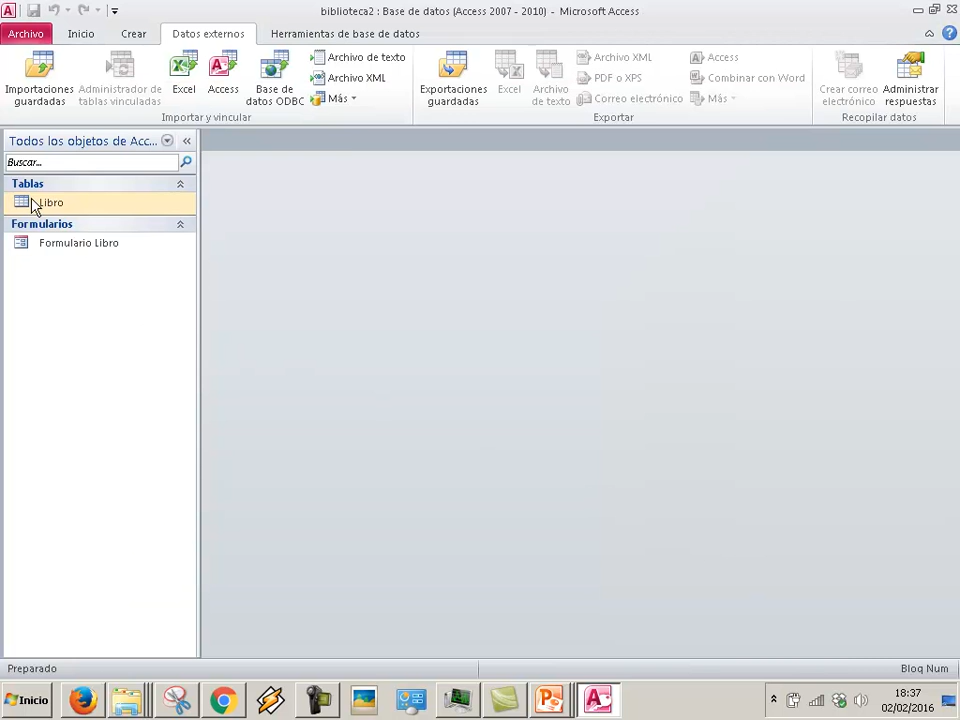 biblioteca2 : Base de datos (Access 2007 - 2010) - Microsoft Access
Archivo Inicio Crear Datos externos Herramientas de base de datos
Importaciones guardadas
Administrador de tablas vinculadas
Excel
Access
Base de datos ODBC
Archivo de texto
Archivo XML
Más
Importar y vincular
Exportaciones guardadas
Excel
Archivo de texto
Archivo XML
PDF o XPS
Correo electrónico
Access
Combinar con Word
Más
Exportar
Crear correo electrónico
Administrar respuestas
Recopilar datos
Todos los objetos de Acc...
Buscar...
Tablas
Libro
Formularios
Formulario Libro
Preparado
Bloq Num
Inicio
18:37
02/02/2016